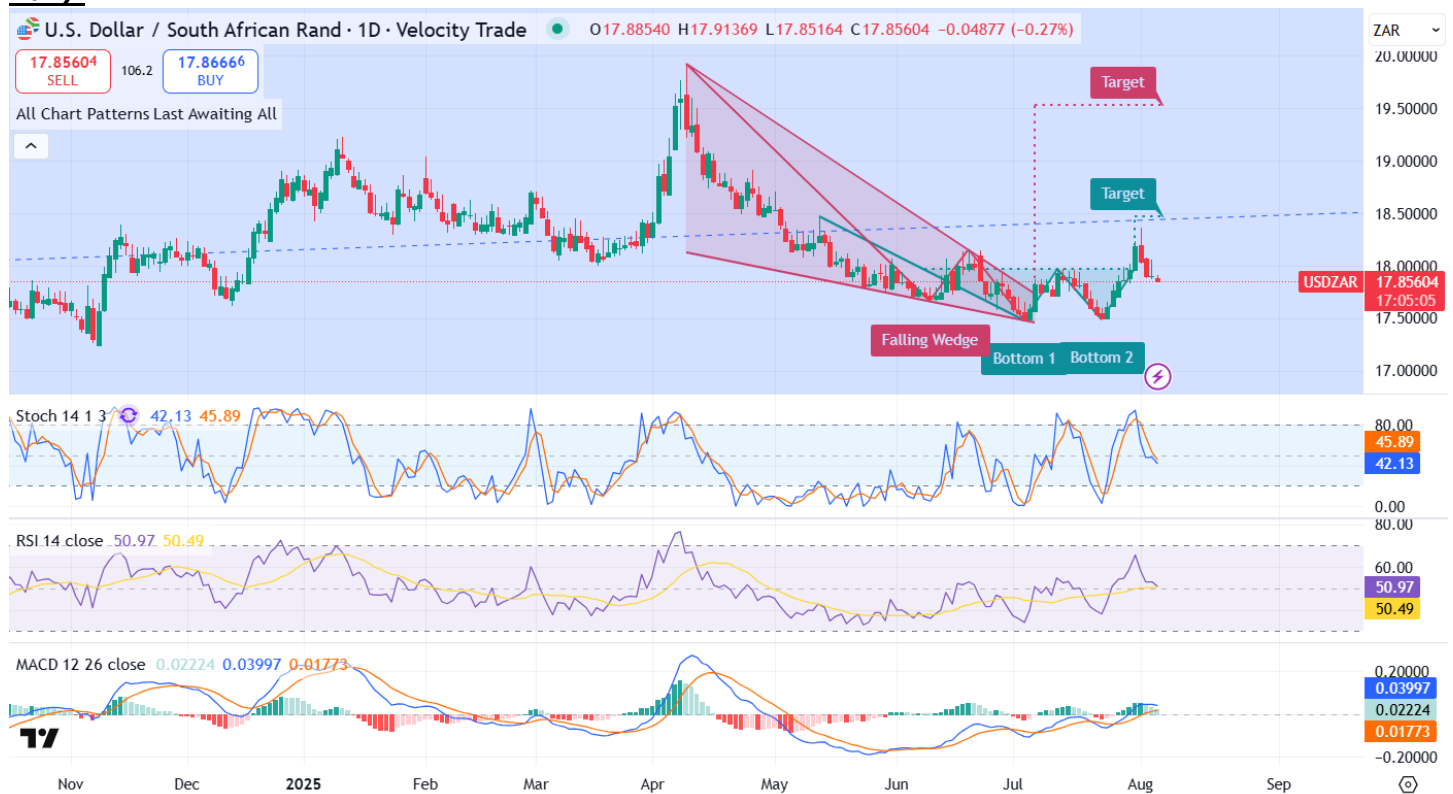 U.S. Dollar / South African Rand · 1D · Velocity Trade O17.88540 H17.91369 L17.85164 C17.85604 −0.04877 (−0.27%)
ZAR
17.85604
SELL
106.2
17.86666
BUY
All Chart Patterns Last Awaiting All
20.00000
19.50000
19.00000
18.50000
18.00000
USDZAR 17.85604
17:05:05
17.50000
17.00000
Target
Target
Falling Wedge
Bottom 1 Bottom 2
Stoch 14 1 3 42.13 45.89
80.00
45.89
42.13
0.00
RSI 14 close 50.97 50.49
80.00
60.00
50.97
50.49
MACD 12 26 close 0.02224 0.03997 0.01773
0.20000
0.03997
0.02224
0.01773
−0.20000
Nov Dec 2025 Feb Mar Apr May Jun Jul Aug Sep